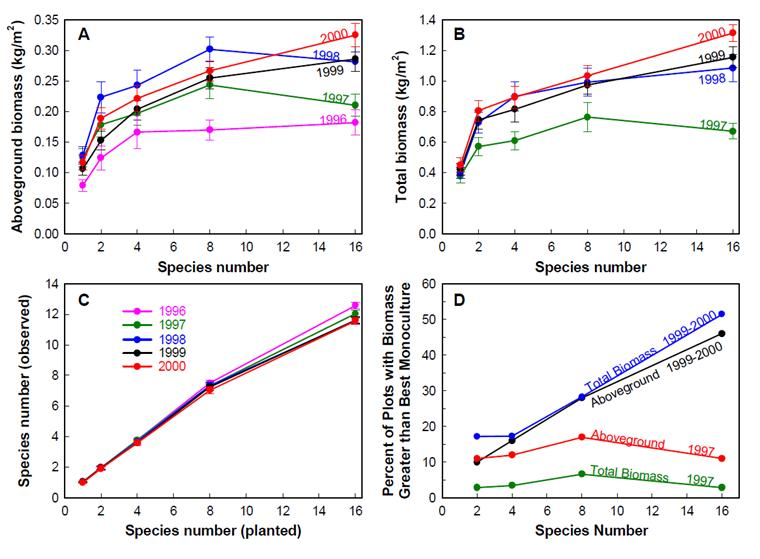 A
Aboveground biomass (kg/m²)
0.35
0.30
0.25
0.20
0.15
0.10
0.05
0.00
2000
1998
1999
1997
1996
0 2 4 6 8 10 12 14 16
Species number
B
Total biomass (kg/m²)
1.4
1.2
1.0
0.8
0.6
0.4
0.2
0.0
2000
1999
1998
1997
0 2 4 6 8 10 12 14 16
Species number
C
Species number (observed)
14
12
10
8
6
4
2
0
1996
1997
1998
1999
2000
0 2 4 6 8 10 12 14 16
Species number (planted)
D
Percent of Plots with Biomass
Greater than Best Monoculture
60
50
40
30
20
10
0
Total Biomass 1999-2000
Aboveground 1999-2000
Aboveground 1997
Total Biomass 1997
0 2 4 6 8 10 12 14 16
Species Number